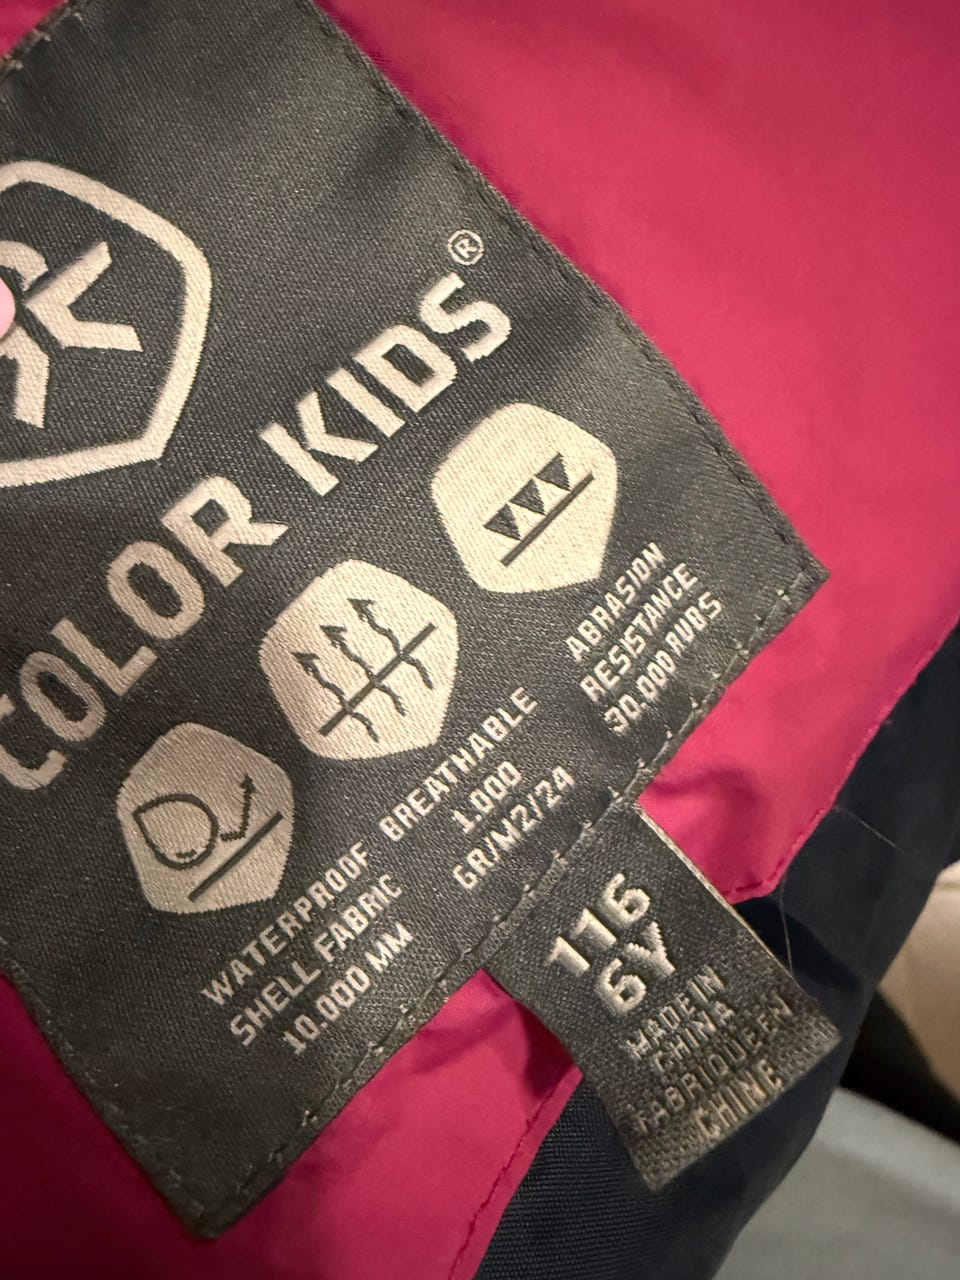 COLOR KIDS®
WATERPROOF
SHELL FABRIC
10.000 MM
BREATHABLE
1.000
GR/M2/24
ABRASION
RESISTANCE
30.000 RUBS
116
6Y
MADE IN
CHINA
FABRIQUE EN
CHINE